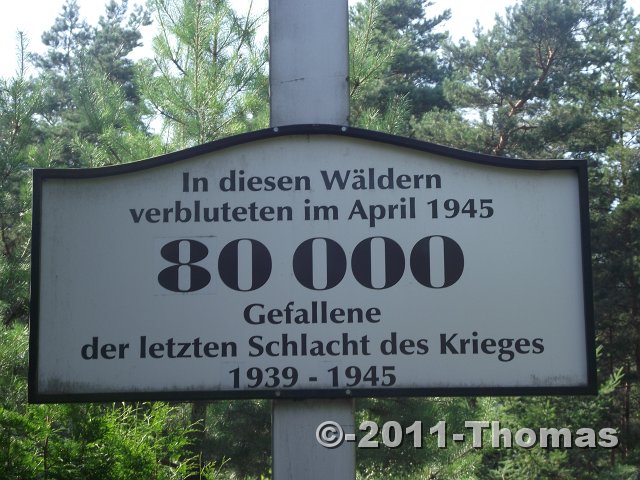 In diesen Wäldern
verbluteten im April 1945
80 000
Gefallene
der letzten Schlacht des Krieges
1939 - 1945
©-2011-Thomas